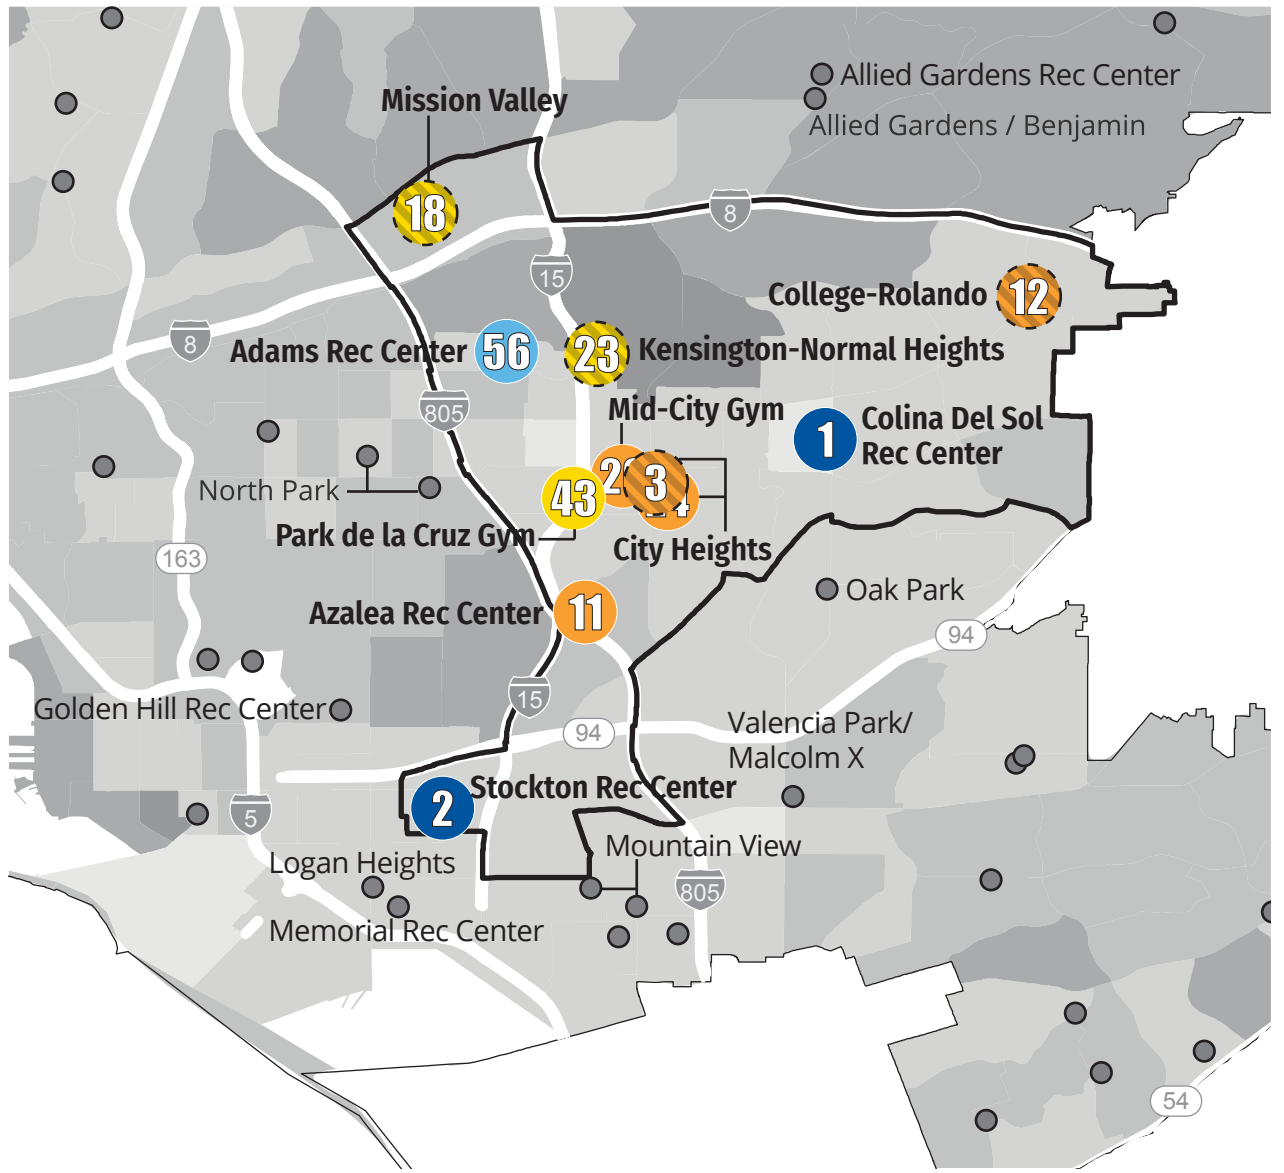 Allied Gardens Rec Center
Mission Valley
Allied Gardens / Benjamin
18
8
15
College-Rolando
12
8
Adams Rec Center
56
23
Kensington-Normal Heights
805
Mid-City Gym
1
Colina Del Sol
Rec Center
3
43
North Park
Park de la Cruz Gym
City Heights
163
Oak Park
Azalea Rec Center
11
94
15
Golden Hill Rec Center
94
Valencia Park/
Malcolm X
Stockton Rec Center
2
5
Mountain View
Logan Heights
805
Memorial Rec Center
54